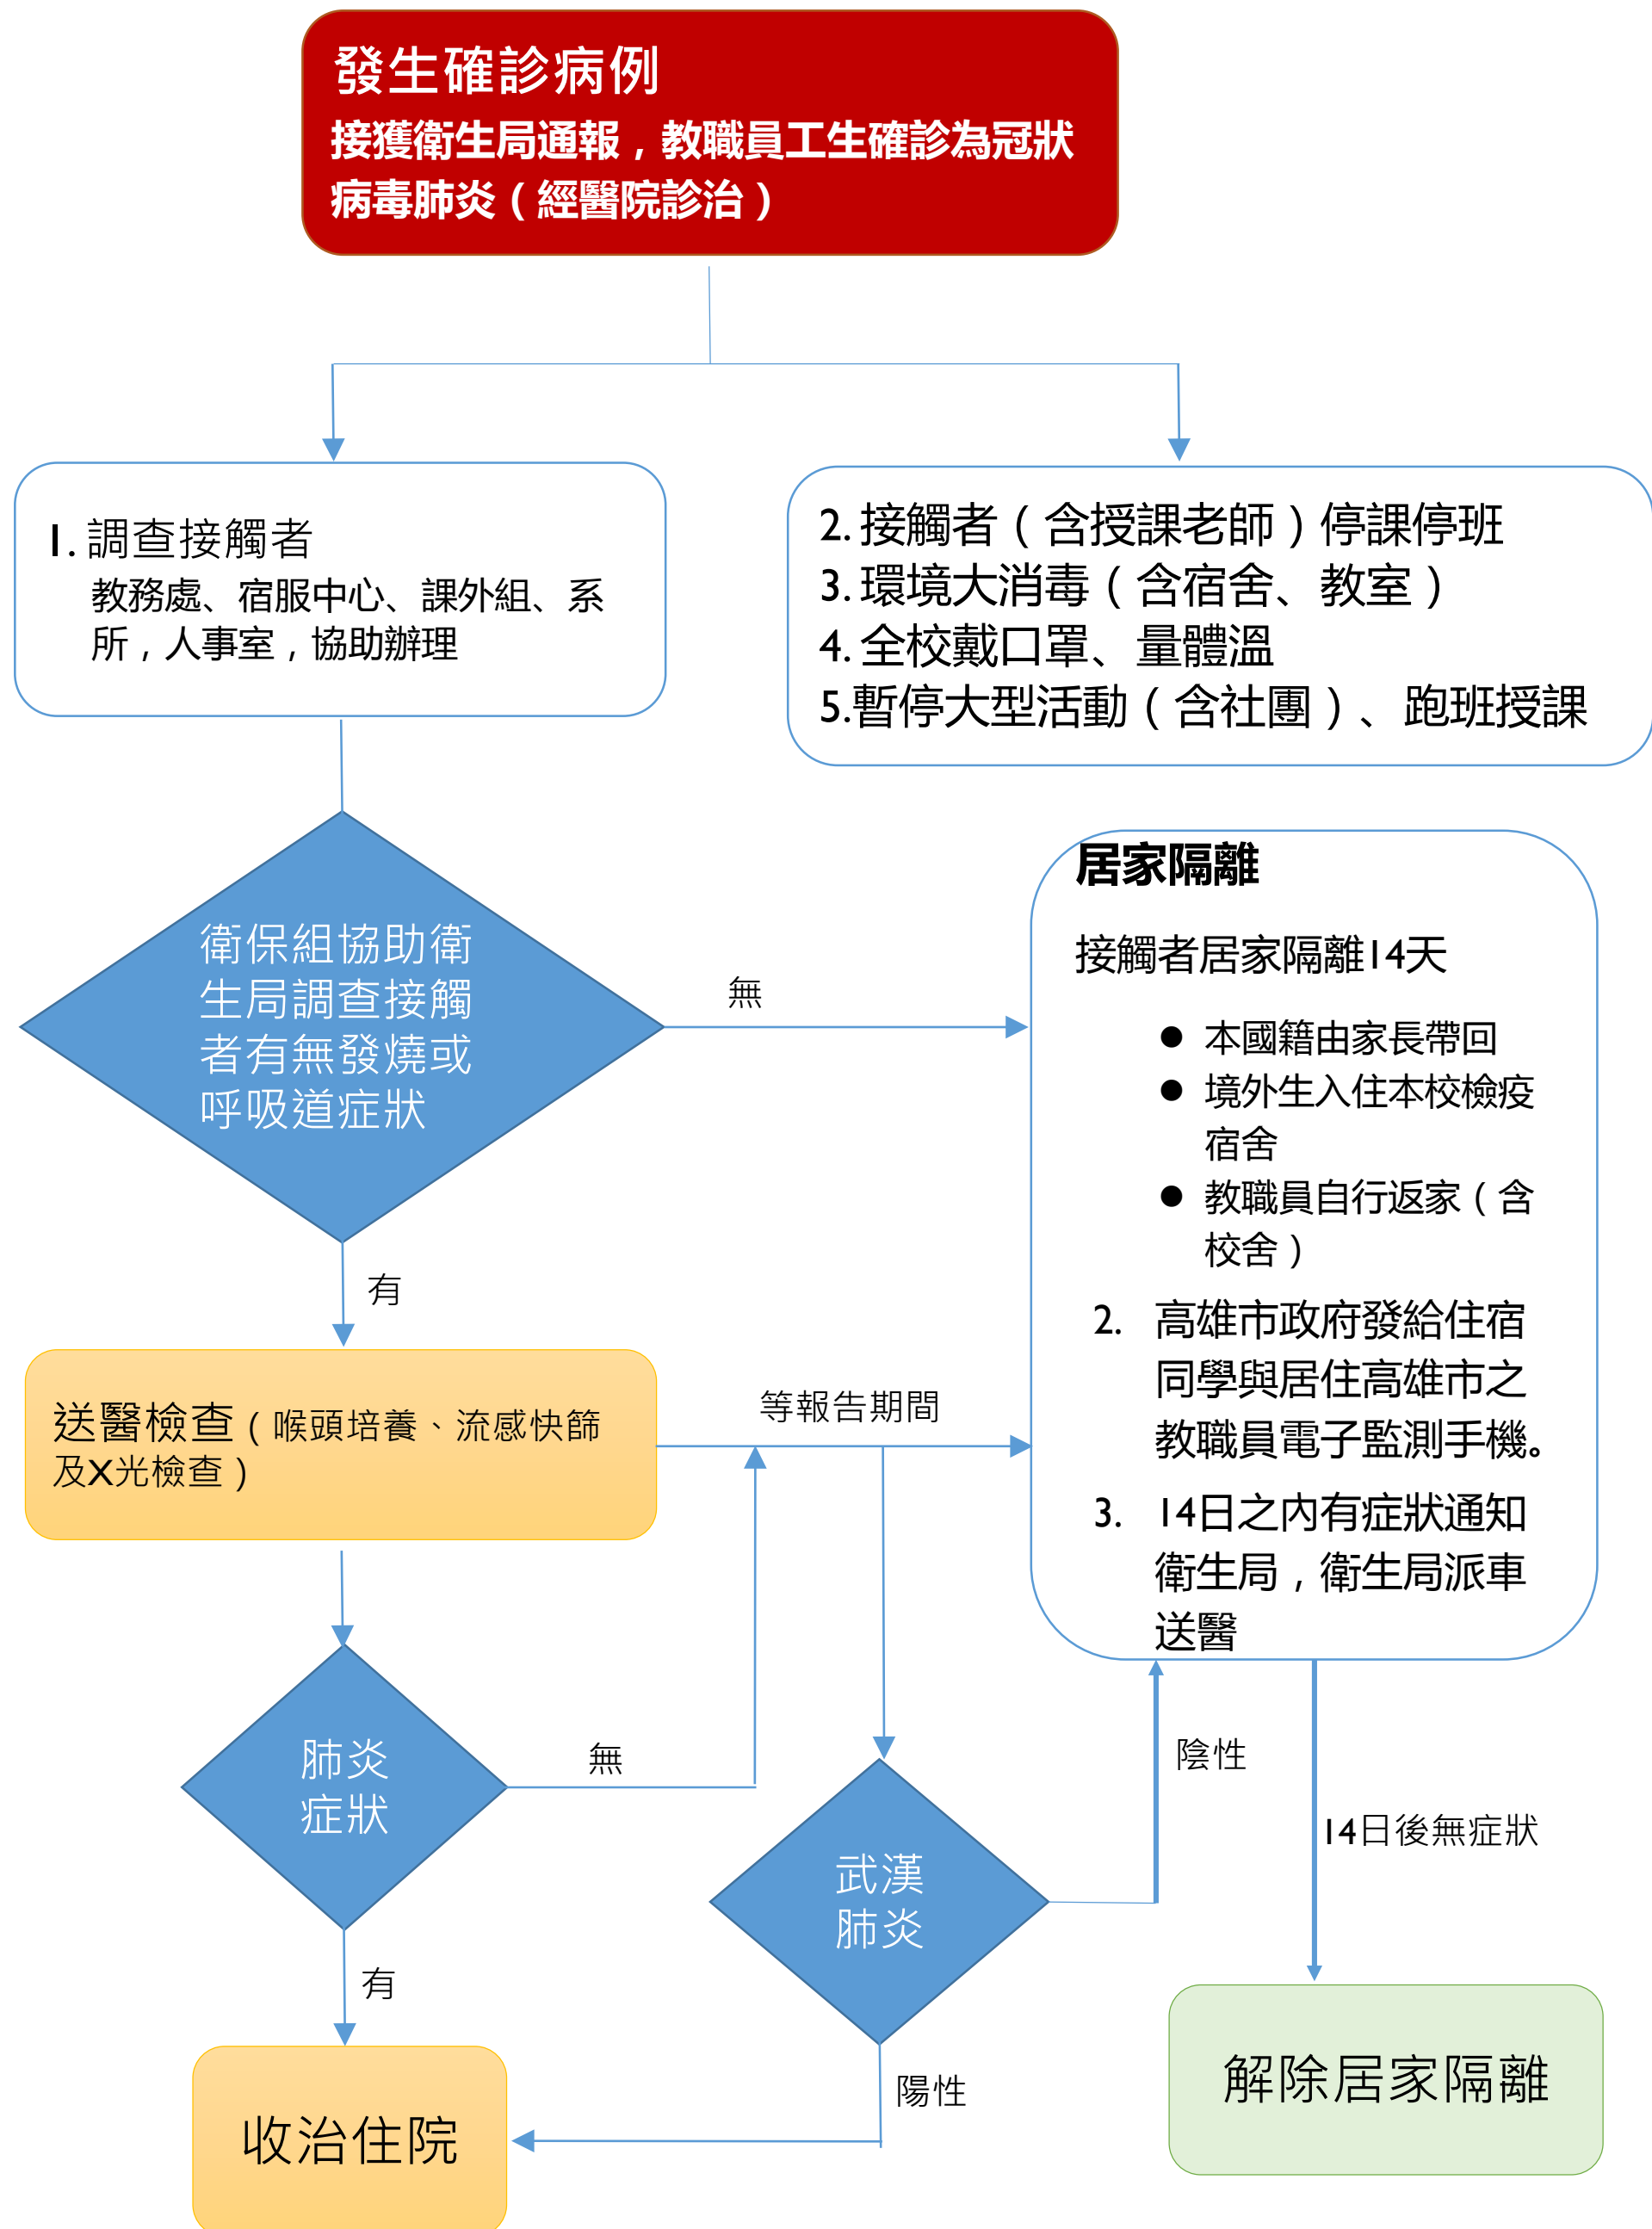 發生確診病例
接獲衛生局通報，教職員工生確診為冠狀
病毒肺炎（經醫院診治）
1. 調查接觸者
教務處、宿服中心、課外組、系
所，人事室，協助辦理
2. 接觸者（含授課老師）停課停班
3. 環境大消毒（含宿舍、教室）
4. 全校戴口罩、量體溫
5.暫停大型活動（含社團）、跑班授課
衛保組協助衛
生局調查接觸
者有無發燒或
呼吸道症狀
無
有
居家隔離
接觸者居家隔離14天
● 本國籍由家長帶回
● 境外生入住本校檢疫
宿舍
● 教職員自行返家（含
校舍）
2. 高雄市政府發給住宿
同學與居住高雄市之
教職員電子監測手機。
3. 14日之內有症狀通知
衛生局，衛生局派車
送醫
送醫檢查（喉頭培養、流感快篩
及X光檢查）
等報告期間
肺炎
症狀
無
有
武漢
肺炎
陰性
陽性
14日後無症狀
收治住院
解除居家隔離